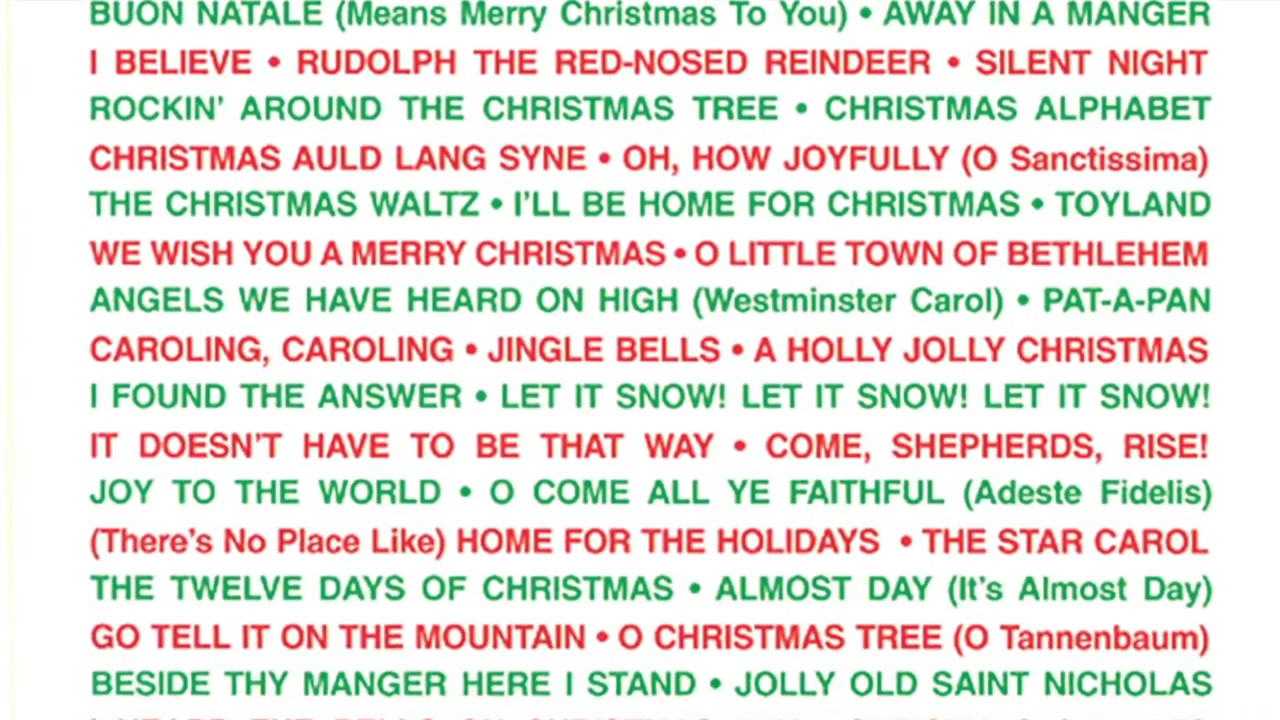 BUON NATALE (Means Merry Christmas To You) • AWAY IN A MANGER
I BELIEVE • RUDOLPH THE RED-NOSED REINDEER • SILENT NIGHT
ROCKIN' AROUND THE CHRISTMAS TREE • CHRISTMAS ALPHABET
CHRISTMAS AULD LANG SYNE • OH, HOW JOYFULLY (O Sanctissima)
THE CHRISTMAS WALTZ • I'LL BE HOME FOR CHRISTMAS • TOYLAND
WE WISH YOU A MERRY CHRISTMAS • O LITTLE TOWN OF BETHLEHEM
ANGELS WE HAVE HEARD ON HIGH (Westminster Carol) • PAT-A-PAN
CAROLING, CAROLING • JINGLE BELLS • A HOLLY JOLLY CHRISTMAS
I FOUND THE ANSWER • LET IT SNOW! LET IT SNOW! LET IT SNOW!
IT DOESN'T HAVE TO BE THAT WAY • COME, SHEPHERDS, RISE!
JOY TO THE WORLD • O COME ALL YE FAITHFUL (Adeste Fidelis)
(There's No Place Like) HOME FOR THE HOLIDAYS • THE STAR CAROL
THE TWELVE DAYS OF CHRISTMAS • ALMOST DAY (It's Almost Day)
GO TELL IT ON THE MOUNTAIN • O CHRISTMAS TREE (O Tannenbaum)
BESIDE THY MANGER HERE I STAND • JOLLY OLD SAINT NICHOLAS